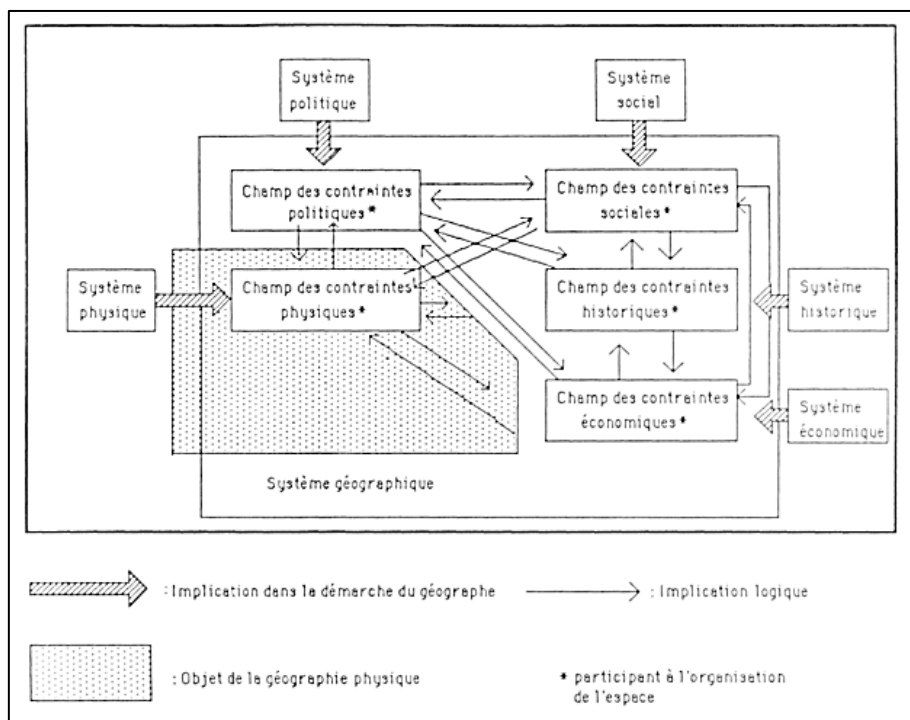 Système
politique
Système
social
Champ des contraintes
politiques*
Champ des contraintes
sociales*
Système
physique
Champ des contraintes
physiques*
Champ des contraintes
historiques*
Système
historique
Champ des contraintes
économiques*
Système
économique
Système géographique
: Implication dans la démarche du géographe
: Implication logique
: Objet de la géographie physique
* participant à l'organisation
de l'espace